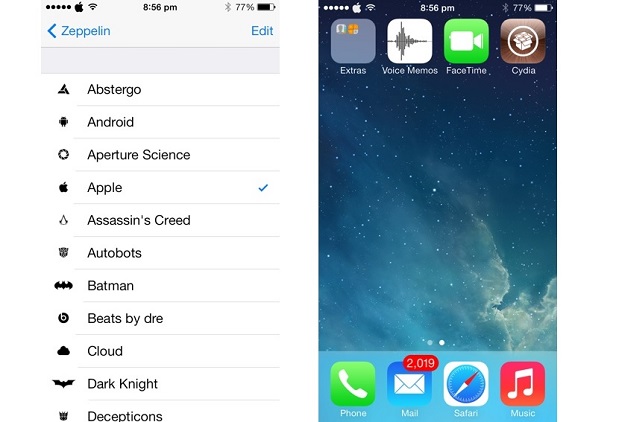 8:56 pm
77%
Zeppelin
Edit
Abstergo
Android
Aperture Science
Apple
Assassin's Creed
Autobots
Batman
Beats by dre
Cloud
Dark Knight
Decepticons
8:56 pm
77%
Extras
Voice Memos
FaceTime
Cydia
2,019
Phone
Mail
Safari
Music